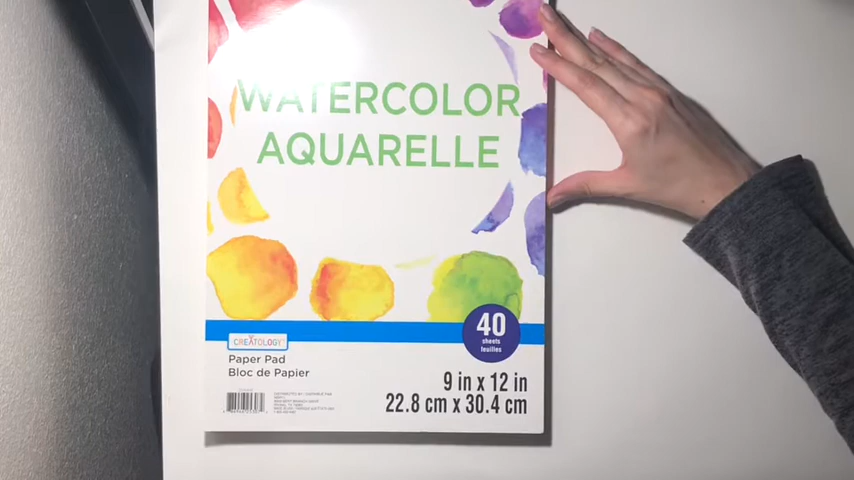 WATERCOLOR
AQUARELLE
40
sheets
feuilles
CREATOLOGY
Paper Pad
Bloc de Papier
9 in x 12 in
22.8 cm x 30.4 cm